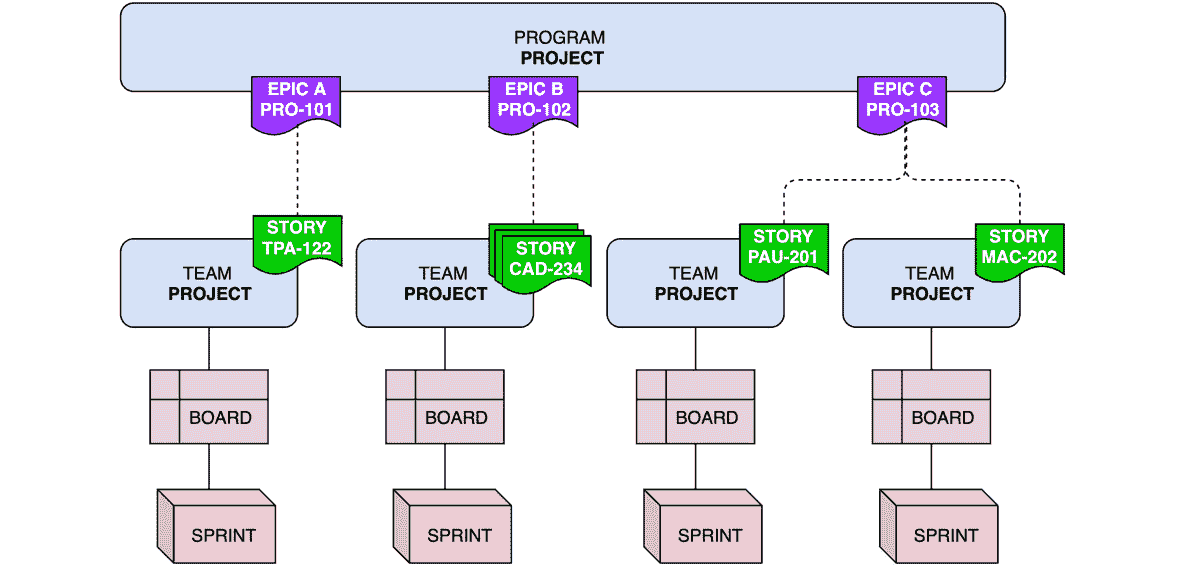 PROGRAM
PROJECT
EPIC A
PRO-101
EPIC B
PRO-102
EPIC C
PRO-103
STORY
TPA-122
STORY
CAD-234
STORY
PAU-201
STORY
MAC-202
TEAM
PROJECT
TEAM
PROJECT
TEAM
PROJECT
TEAM
PROJECT
BOARD
BOARD
BOARD
BOARD
SPRINT
SPRINT
SPRINT
SPRINT